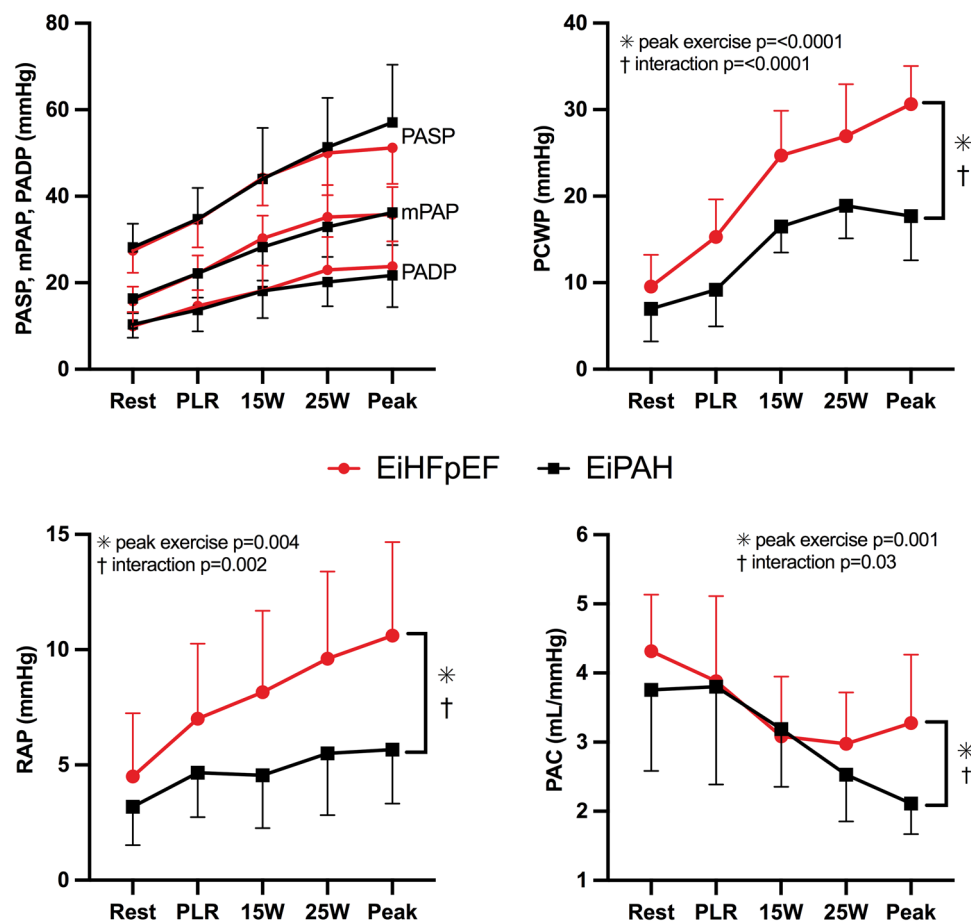 PASP, mPAP, PADP (mmHg)
80
60
40
20
0
PASP
mPAP
PADP
Rest PLR 15W 25W Peak
PCWP (mmHg)
40
30
20
10
0
✳ peak exercise p=<0.0001
† interaction p=<0.0001
✳
†
Rest PLR 15W 25W Peak
EiHFpEF EiPAH
RAP (mmHg)
15
10
5
0
✳ peak exercise p=0.004
† interaction p=0.002
✳
†
Rest PLR 15W 25W Peak
PAC (mL/mmHg)
6
5
4
3
2
1
✳ peak exercise p=0.001
† interaction p=0.03
✳
†
Rest PLR 15W 25W Peak